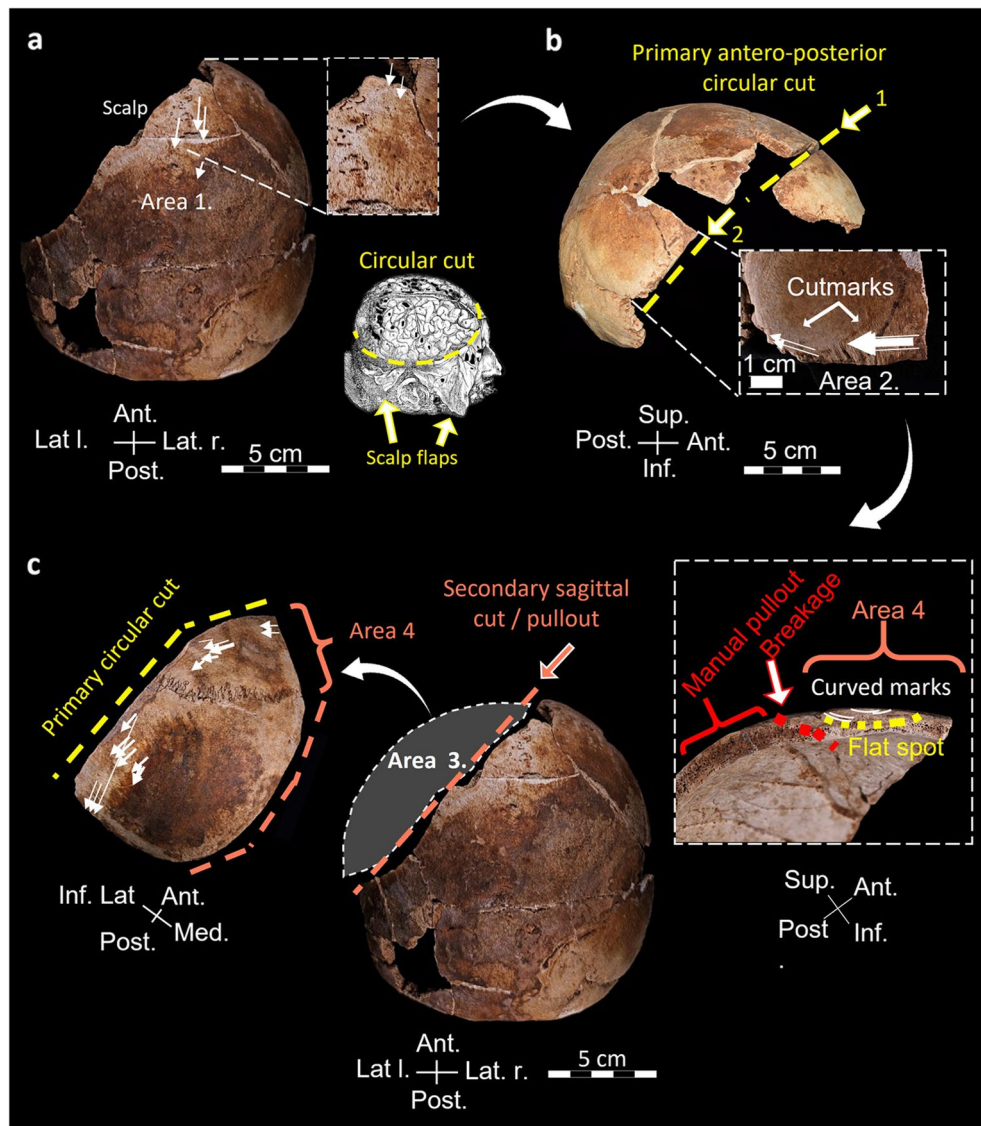 a
Scalp
Area 1.
Circular cut
Scalp flaps
Ant.
Lat l.
Lat. r.
Post.
5 cm
b
Primary antero-posterior
circular cut
1
2
Cutmarks
1 cm
Area 2.
Sup.
Post.
Ant.
Inf.
5 cm
c
Primary circular cut
Area 4
Inf. Lat
Ant.
Post.
Med.
Secondary sagittal
cut / pullout
Area 3.
Ant.
Lat l.
Lat. r.
Post.
5 cm
Manual pullout
Breakage
Area 4
Curved marks
Flat spot
Sup.
Ant.
Post
Inf.
.